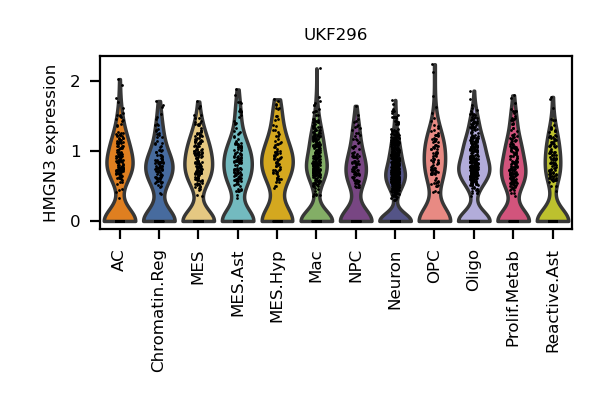 UKF296
HMGN3 expression
2
1
0
AC
Chromatin.Reg
MES
MES.Ast
MES.Hyp
Mac
NPC
Neuron
OPC
Oligo
Prolif.Metab
Reactive.Ast